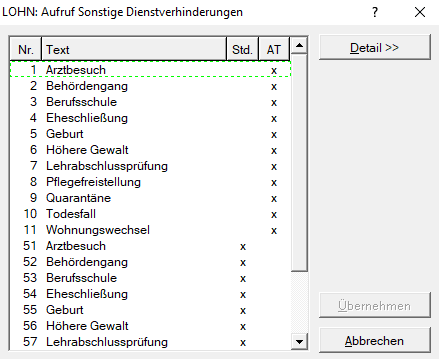 LOHN: Aufruf Sonstige Dienstverhinderungen ? ×
Nr. Text Std. AT
1 Arztbesuch x
2 Behördengang x
3 Berufsschule x
4 Eheschließung x
5 Geburt x
6 Höhere Gewalt x
7 Lehrabschlussprüfung x
8 Pflegefreistellung x
9 Quarantäne x
10 Todesfall x
11 Wohnungswechsel x
51 Arztbesuch x
52 Behördengang x
53 Berufsschule x
54 Eheschließung x
55 Geburt x
56 Höhere Gewalt x
57 Lehrabschlussprüfung x
Detail >>
Übernehmen
Abbrechen